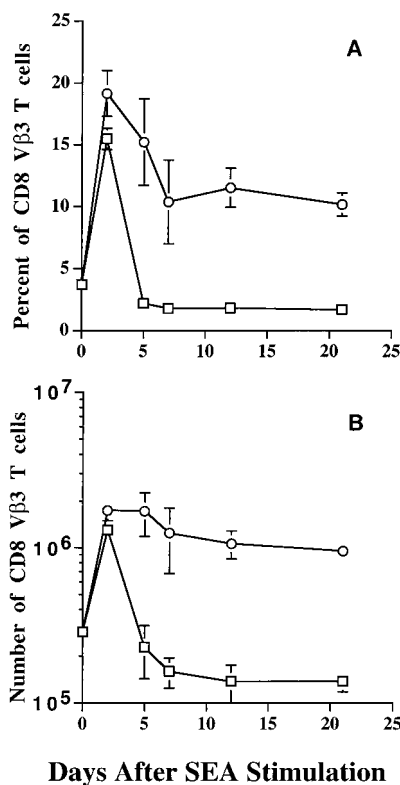 A
Percent of CD8 Vβ3 T cells
25
20
15
10
5
0
0 5 10 15 20 25
B
Number of CD8 Vβ3 T cells
10⁷
10⁶
10⁵
0 5 10 15 20 25
Days After SEA Stimulation